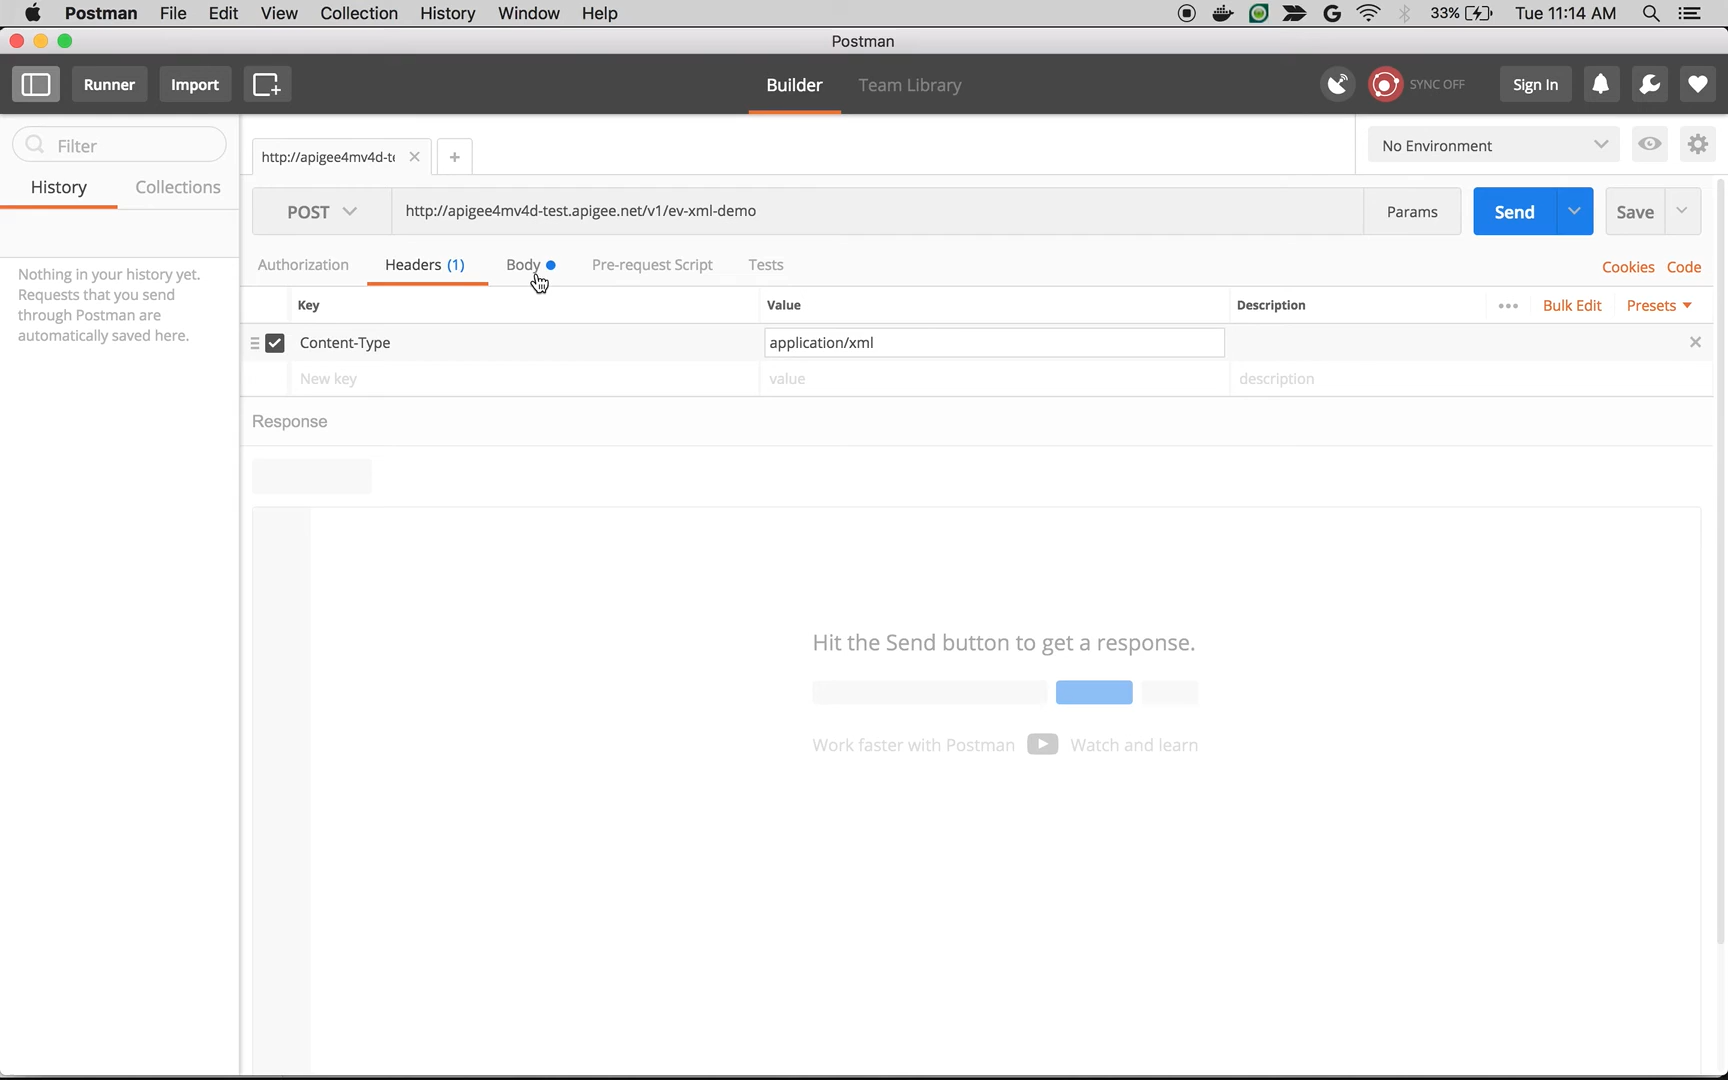 Postman File Edit View Collection History Window Help 33% Tue 11:14 AM
Postman
Runner Import Builder Team Library SYNC OFF Sign In
Filter
http://apigee4mv4d-te
No Environment
History Collections
POST http://apigee4mv4d-test.apigee.net/v1/ev-xml-demo Params Send Save
Authorization Headers (1) Body Pre-request Script Tests Cookies Code
Nothing in your history yet.
Requests that you send
through Postman are
automatically saved here.
Key Value Description Bulk Edit Presets
Content-Type application/xml
New key value description
Response
Hit the Send button to get a response.
Work faster with Postman Watch and learn